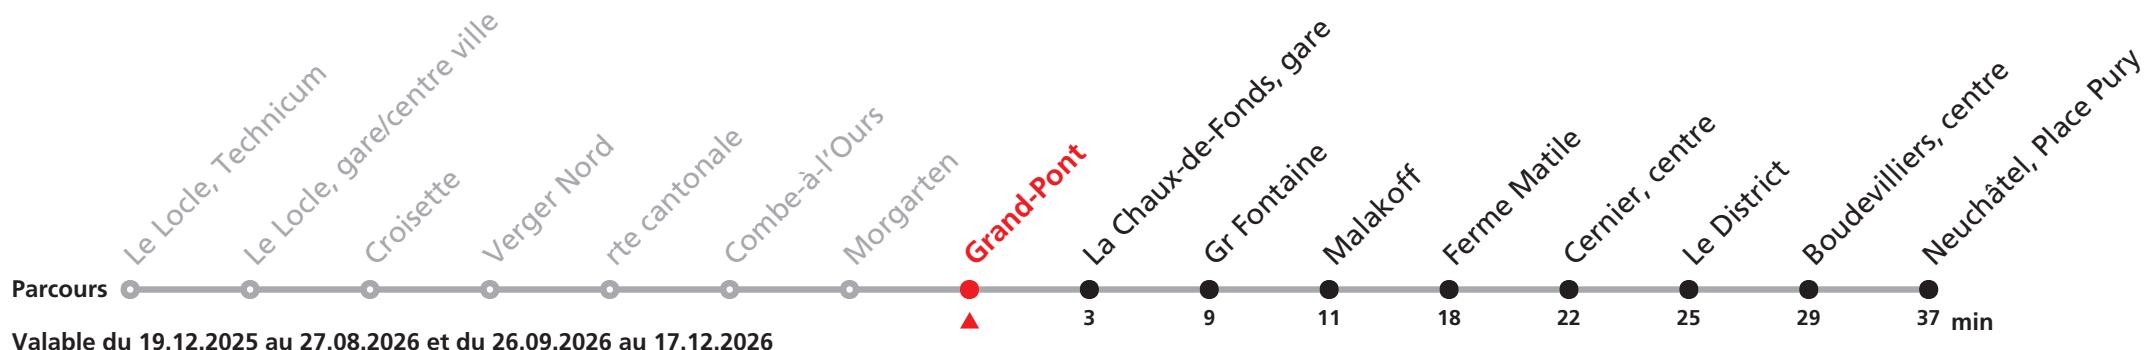 Le Locle, Technicum
Le Locle, gare/centre ville
Croisette
Verger Nord
rte cantonale
Combe-à-l'Ours
Morgarten
Grand-Pont
La Chaux-de-Fonds, gare
Gr Fontaine
Malakoff
Ferme Matile
Cernier, centre
Le District
Boudevilliers, centre
Neuchâtel, Place Pury
Parcours
3 9 11 18 22 25 29 37 min
Valable du 19.12.2025 au 27.08.2026 et du 26.09.2026 au 17.12.2026